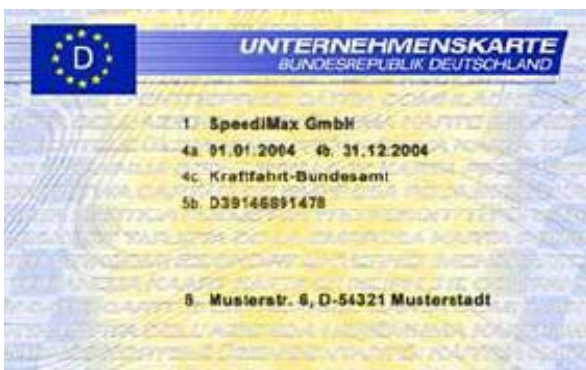 D
UNTERNEHMENSKARTE
BUNDESREPUBLIK DEUTSCHLAND
1. SpeediMax GmbH
4a. 01.01.2004 4b. 31.12.2004
4c. Kraftfahrt-Bundesamt
5b. D39146891478
8. Musterstr. 6, D-54321 Musterstadt